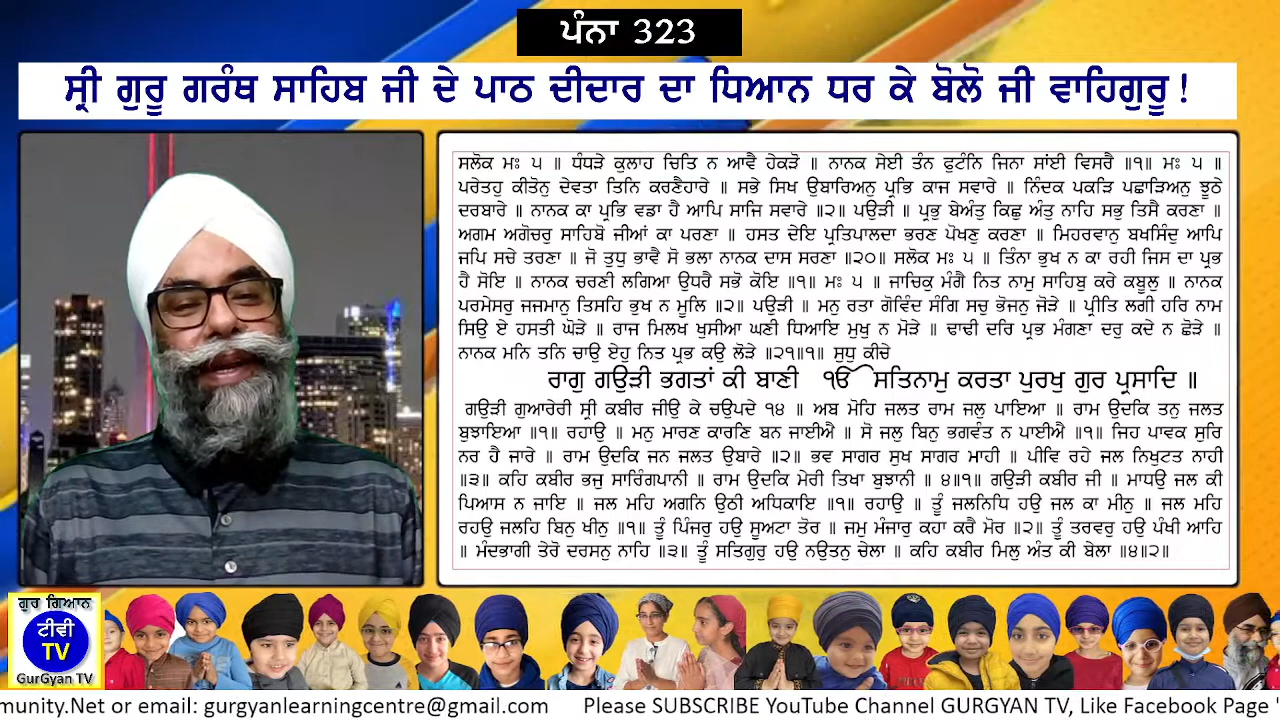 ਪੰਨਾ 323
ਸ੍ਰੀ ਗੁਰੂ ਗਰੰਥ ਸਾਹਿਬ ਜੀ ਦੇ ਪਾਠ ਦੀਦਾਰ ਦਾ ਧਿਆਨ ਧਰ ਕੇ ਬੋਲੋ ਜੀ ਵਾਹਿਗੁਰੂ!
ਸਲੋਕ ਮਃ ੫ ॥ ਧੰਧੜੇ ਕੁਲਾਹ ਚਿਤਿ ਨ ਆਵੈ ਹੇਕੜੋ ॥ ਨਾਨਕ ਸੇਈ ਤੰਨ ਫੁਟੰਨਿ ਜਿਨਾ ਸਾਂਈ ਵਿਸਰੈ ॥੧॥ ਮਃ ੫ ॥
ਪਰੇਤਹੁ ਕੀਤੋਨੁ ਦੇਵਤਾ ਤਿਨਿ ਕਰਣੈਹਾਰੇ ॥ ਸਭੇ ਸਿਖ ਉਬਾਰਿਅਨੁ ਪ੍ਰਭਿ ਕਾਜ ਸਵਾਰੇ ॥ ਨਿੰਦਕ ਪਕੜਿ ਪਛਾੜਿਅਨੁ ਝੂਠੇ
ਦਰਬਾਰੇ ॥ ਨਾਨਕ ਕਾ ਪ੍ਰਭਿ ਵਡਾ ਹੈ ਆਪਿ ਸਾਜਿ ਸਵਾਰੇ ॥੨॥ ਪਉੜੀ ॥ ਪ੍ਰਭੁ ਬੇਅੰਤੁ ਕਿਛੁ ਅੰਤੁ ਨਾਹਿ ਸਭੁ ਤਿਸੈ ਕਰਣਾ ॥
ਅਗਮ ਅਗੋਚਰੁ ਸਾਹਿਬੋ ਜੀਆਂ ਕਾ ਪਰਣਾ ॥ ਹਸਤ ਦੇਇ ਪ੍ਰਤਿਪਾਲਦਾ ਭਰਣ ਪੋਖਣੁ ਕਰਣਾ ॥ ਮਿਹਰਵਾਨੁ ਬਖਸਿੰਦੁ ਆਪਿ
ਜਪਿ ਸਚੇ ਤਰਣਾ ॥ ਜੋ ਤੁਧੁ ਭਾਵੈ ਸੋ ਭਲਾ ਨਾਨਕ ਦਾਸ ਸਰਣਾ ॥੨੦॥ ਸਲੋਕ ਮਃ ੫ ॥ ਤਿੰਨਾ ਭੁਖ ਨ ਕਾ ਰਹੀ ਜਿਸ ਦਾ ਪ੍ਰਭ
ਹੈ ਸੋਇ ॥ ਨਾਨਕ ਚਰਣੀ ਲਗਿਆ ਉਧਰੈ ਸਭੋ ਕੋਇ ॥੧॥ ਮਃ ੫ ॥ ਜਾਚਿਕੁ ਮੰਗੈ ਨਿਤ ਨਾਮੁ ਸਾਹਿਬੁ ਕਰੇ ਕਬੂਲੁ ॥ ਨਾਨਕ
ਪਰਮੇਸਰੁ ਜਜਮਾਨੁ ਤਿਸਹਿ ਭੁਖ ਨ ਮੂਲਿ ॥੨॥ ਪਉੜੀ ॥ ਮਨੁ ਰਤਾ ਗੋਵਿੰਦ ਸੰਗਿ ਸਚੁ ਭੋਜਨੁ ਜੋੜੇ ॥ ਪ੍ਰੀਤਿ ਲਗੀ ਹਰਿ ਨਾਮ
ਸਿਉ ਏ ਹਸਤੀ ਘੋੜੇ ॥ ਰਾਜ ਮਿਲਖ ਖੁਸੀਆ ਘਣੀ ਧਿਆਇ ਮੁਖੁ ਨ ਮੋੜੇ ॥ ਢਾਢੀ ਦਰਿ ਪ੍ਰਭ ਮੰਗਣਾ ਦਰੁ ਕਦੇ ਨ ਛੋੜੇ ॥
ਨਾਨਕ ਮਨਿ ਤਨਿ ਚਾਉ ਏਹੁ ਨਿਤ ਪ੍ਰਭ ਕਉ ਲੋੜੇ ॥੨੧॥੧॥ ਸੁਧੁ ਕੀਚੇ
ਰਾਗੁ ਗਉੜੀ ਭਗਤਾਂ ਕੀ ਬਾਣੀ ੴ ਸਤਿਨਾਮੁ ਕਰਤਾ ਪੁਰਖੁ ਗੁਰ ਪ੍ਰਸਾਦਿ ॥
ਗਉੜੀ ਗੁਆਰੇਰੀ ਸ੍ਰੀ ਕਬੀਰ ਜੀਉ ਕੇ ਚਉਪਦੇ ੧੪ ॥ ਅਬ ਮੋਹਿ ਜਲਤ ਰਾਮ ਜਲੁ ਪਾਇਆ ॥ ਰਾਮ ਉਦਕਿ ਤਨੁ ਜਲਤ
ਬੁਝਾਇਆ ॥੧॥ ਰਹਾਉ ॥ ਮਨੁ ਮਾਰਣ ਕਾਰਣਿ ਬਨ ਜਾਈਐ ॥ ਸੋ ਜਲੁ ਬਿਨੁ ਭਗਵੰਤ ਨ ਪਾਈਐ ॥੧॥ ਜਿਹ ਪਾਵਕ ਸੁਰਿ
ਨਰ ਹੈ ਜਾਰੇ ॥ ਰਾਮ ਉਦਕਿ ਜਨ ਜਲਤ ਉਬਾਰੇ ॥੨॥ ਭਵ ਸਾਗਰ ਸੁਖ ਸਾਗਰ ਮਾਹੀ ॥ ਪੀਵਿ ਰਹੇ ਜਲ ਨਿਖੁਟਤ ਨਾਹੀ
॥੩॥ ਕਹਿ ਕਬੀਰ ਭਜੁ ਸਾਰਿੰਗਪਾਨੀ ॥ ਰਾਮ ਉਦਕਿ ਮੇਰੀ ਤਿਖਾ ਬੁਝਾਨੀ ॥ ੪॥੧॥ ਗਉੜੀ ਕਬੀਰ ਜੀ ॥ ਮਾਧਉ ਜਲ ਕੀ
ਪਿਆਸ ਨ ਜਾਇ ॥ ਜਲ ਮਹਿ ਅਗਨਿ ਉਠੀ ਅਧਿਕਾਇ ॥੧॥ ਰਹਾਉ ॥ ਤੂੰ ਜਲਨਿਧਿ ਹਉ ਜਲ ਕਾ ਮੀਨੁ ॥ ਜਲ ਮਹਿ
ਰਹਉ ਜਲਹਿ ਬਿਨੁ ਖੀਨੁ ॥੧॥ ਤੂੰ ਪਿੰਜਰੁ ਹਉ ਸੂਅਟਾ ਤੋਰ ॥ ਜਮੁ ਮੰਜਾਰੁ ਕਹਾ ਕਰੈ ਮੋਰ ॥੨॥ ਤੂੰ ਤਰਵਰੁ ਹਉ ਪੰਖੀ ਆਹਿ
॥ ਮੰਦਭਾਗੀ ਤੇਰੋ ਦਰਸਨੁ ਨਾਹਿ ॥੩॥ ਤੂੰ ਸਤਿਗੁਰੁ ਹਉ ਨਉਤਨੁ ਚੇਲਾ ॥ ਕਹਿ ਕਬੀਰ ਮਿਲੁ ਅੰਤ ਕੀ ਬੇਲਾ ॥੪॥੨॥
ਗੁਰ ਗਿਆਨ
ਟੀਵੀ
TV
GurGyan TV
munity.Net or email: gurgyanlearningcentre@gmail.com Please SUBSCRIBE YouTube Channel GURGYAN TV, Like Facebook Page